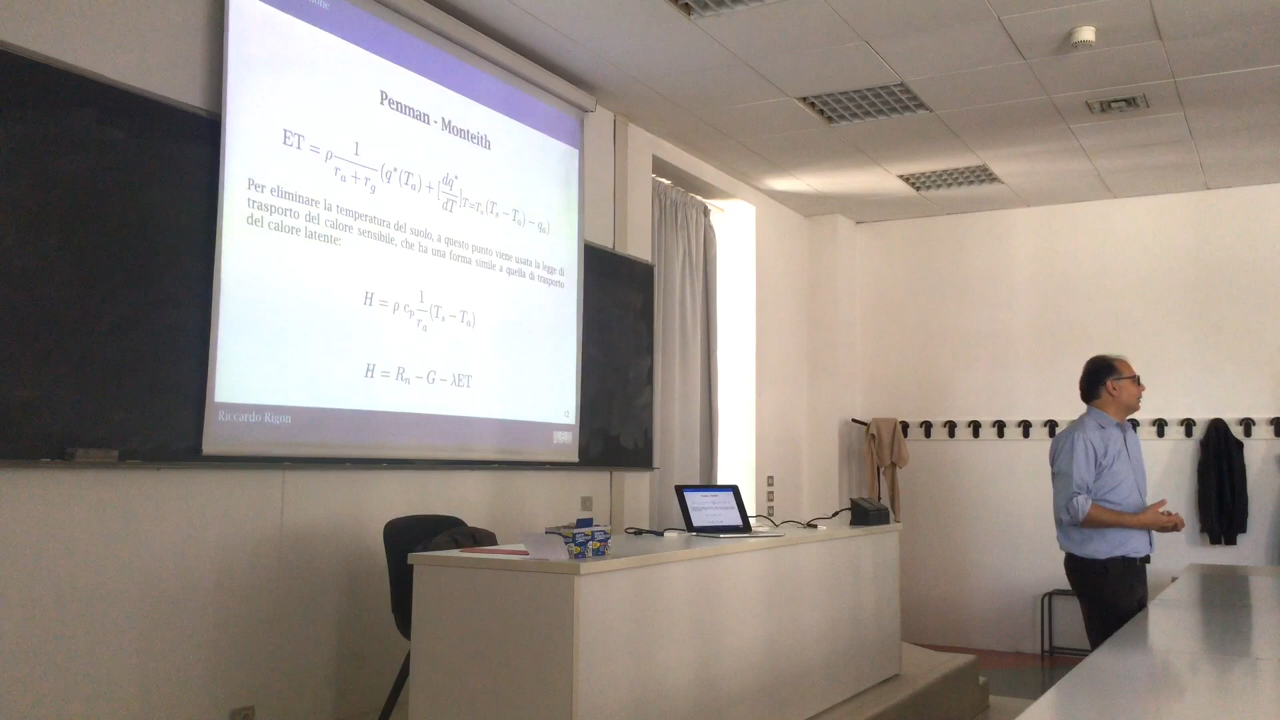 Penman - Monteith
ET = ρ 1/(r_a + r_g) (q*(T_a) + [dq*/dT]|_{T=T_a} (T_s − T_a) − q_a)
Per eliminare la temperatura del suolo, a questo punto viene usata la legge di
trasporto del calore sensibile, che ha una forma simile a quella di trasporto
del calore latente:
H = ρ c_p 1/r_a (T_s − T_a)
H = R_n − G − λET
12
Riccardo Rigon